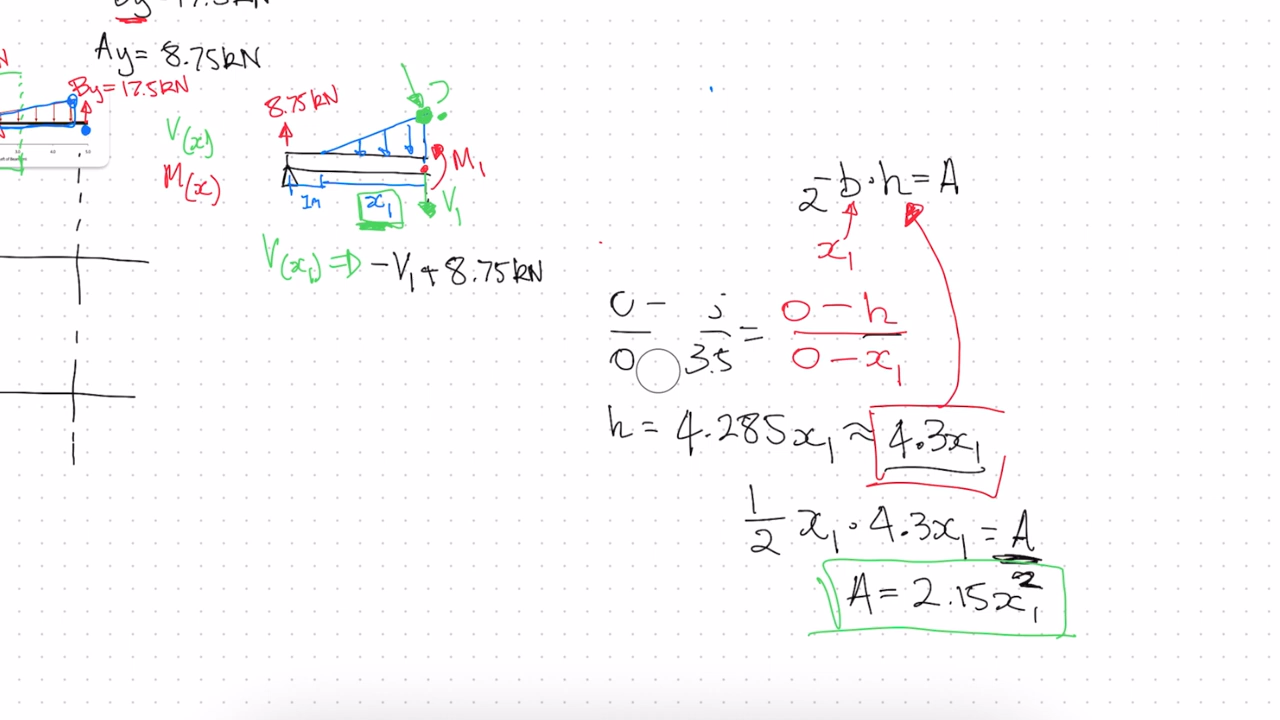 Ay = 8.75kN
By = 17.5kN
V(x)
M(x)
8.75kN
?
M1
1m
x1
V1
V(x1) ⇒ -V1 + 8.75kN
2 b·h = A
x1
0 -
0 3.5 = 0 - h
0 - x1
h = 4.285x1 ≈ 4.3x1
1/2 x1 · 4.3x1 = A
A = 2.15x1²